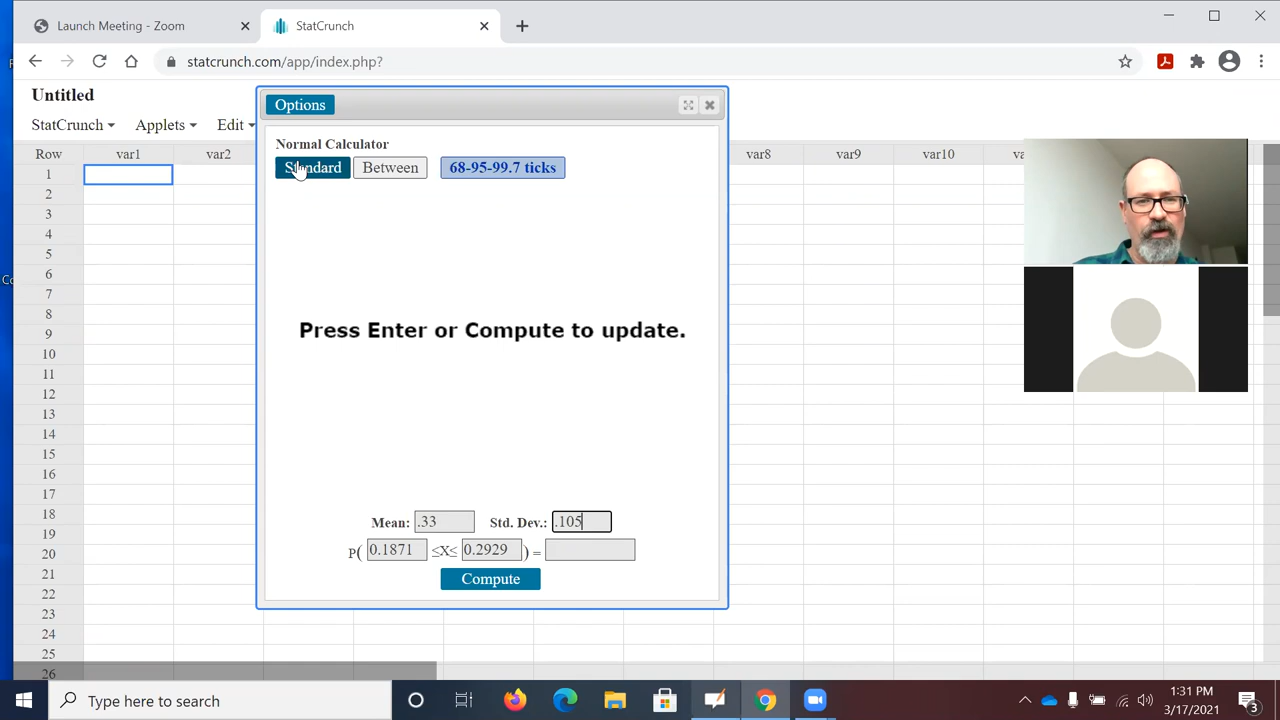 Launch Meeting - Zoom
StatCrunch
statcrunch.com/app/index.php?
Untitled
StatCrunch Applets Edit
Options
Normal Calculator
Standard Between 68-95-99.7 ticks
Row var1 var2 var8 var9 var10
1
2
3
4
5
6
7
8
9
10
11
12
13
14
15
16
17
18
19
20
21
22
23
24
25
26
Press Enter or Compute to update.
Mean: .33 Std. Dev.: .105
P( 0.1871 ≤X≤ 0.2929 ) =
Compute
Type here to search
1:31 PM
3/17/2021
3